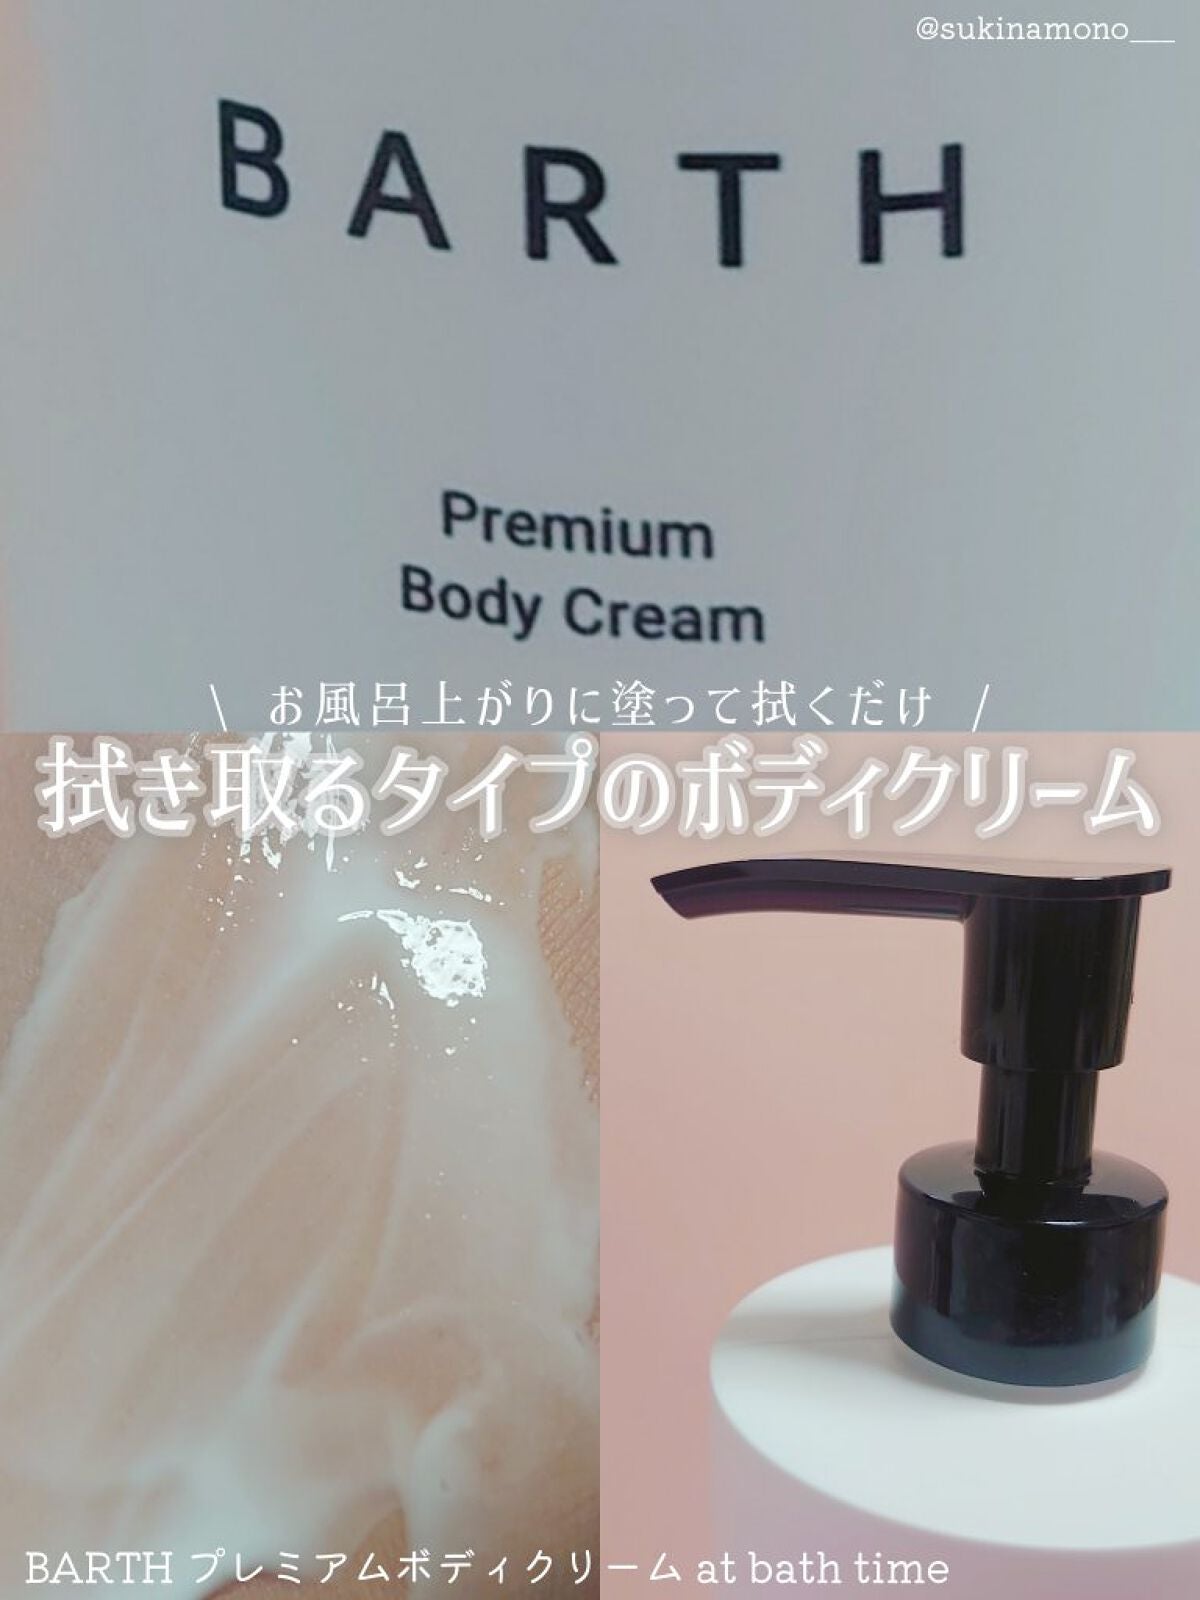 @sukinamono___
BARTH
Premium
Body Cream
\ お風呂上がりに塗って拭くだけ /
拭き取るタイプのボディクリーム
BARTH プレミアムボディクリーム at bath time